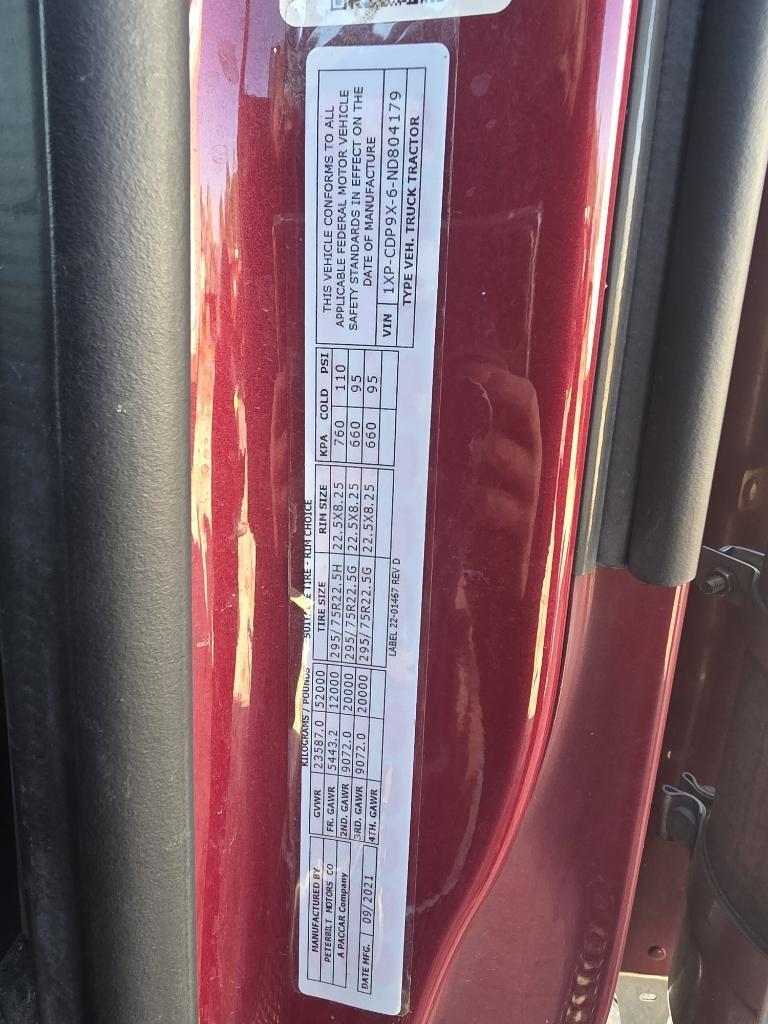 MANUFACTURED BY
PETERBILT MOTORS CO
A PACCAR Company
DATE MFG. 09/2021
KILOGRAMS / POUNDS
GVWR 23587.0 52000
FR. GAWR 5443.2 12000
2ND. GAWR 9072.0 20000
3RD. GAWR 9072.0 20000
4TH. GAWR
TIRE - RIM CHOICE
TIRE SIZE RIM SIZE
295/75R22.5H 22.5X8.25
295/75R22.5G 22.5X8.25
295/75R22.5G 22.5X8.25
LABEL 22-01467 REV D
KPA COLD PSI
760 110
660 95
660 95
THIS VEHICLE CONFORMS TO ALL
APPLICABLE FEDERAL MOTOR VEHICLE
SAFETY STANDARDS IN EFFECT ON THE
DATE OF MANUFACTURE
VIN 1XP-CDP9X-6-ND804179
TYPE VEH. TRUCK TRACTOR